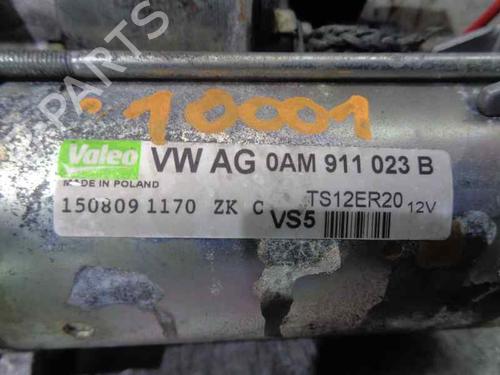 10001
Valeo VW AG 0AM 911 023 B
MADE IN POLAND
150809 1170 ZK C TS12ER20 12V
VS5
PARTS